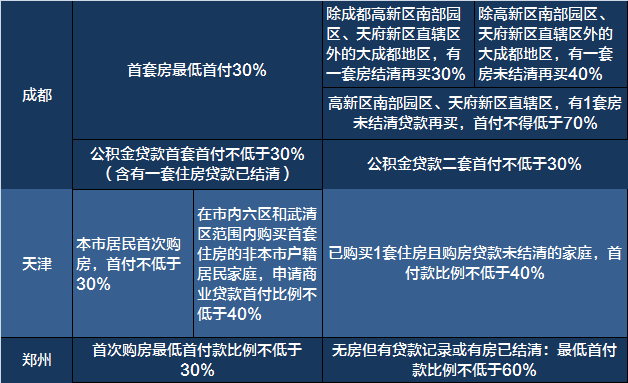 成都
首套房最低首付30%
除成都高新区南部园
区、天府新区直辖区
外的大成都地区，有
一套房结清再买30%
除高新区南部园区、
天府新区直辖区外的
大成都地区，有一套
房未结清再买40%
高新区南部园区、天府新区直辖区，有1套房
未结清贷款再买，首付不得低于70%
公积金贷款首套首付不低于30%
（含有一套住房贷款已结清）
公积金贷款二套首付不低于30%
天津
本市居民首次购
房，首付不低于
30%
在市内六区和武清
区范围内购买首套
住房的非本市户籍
居民家庭，申请商
业贷款首付比例不
低于40%
已购买1套住房且购房贷款未结清的家庭，首
付款比例不低于40%
郑州
首次购房最低首付款比例不低于
30%
无房但有贷款记录或有房已结清：最低首付
款比例不低于60%